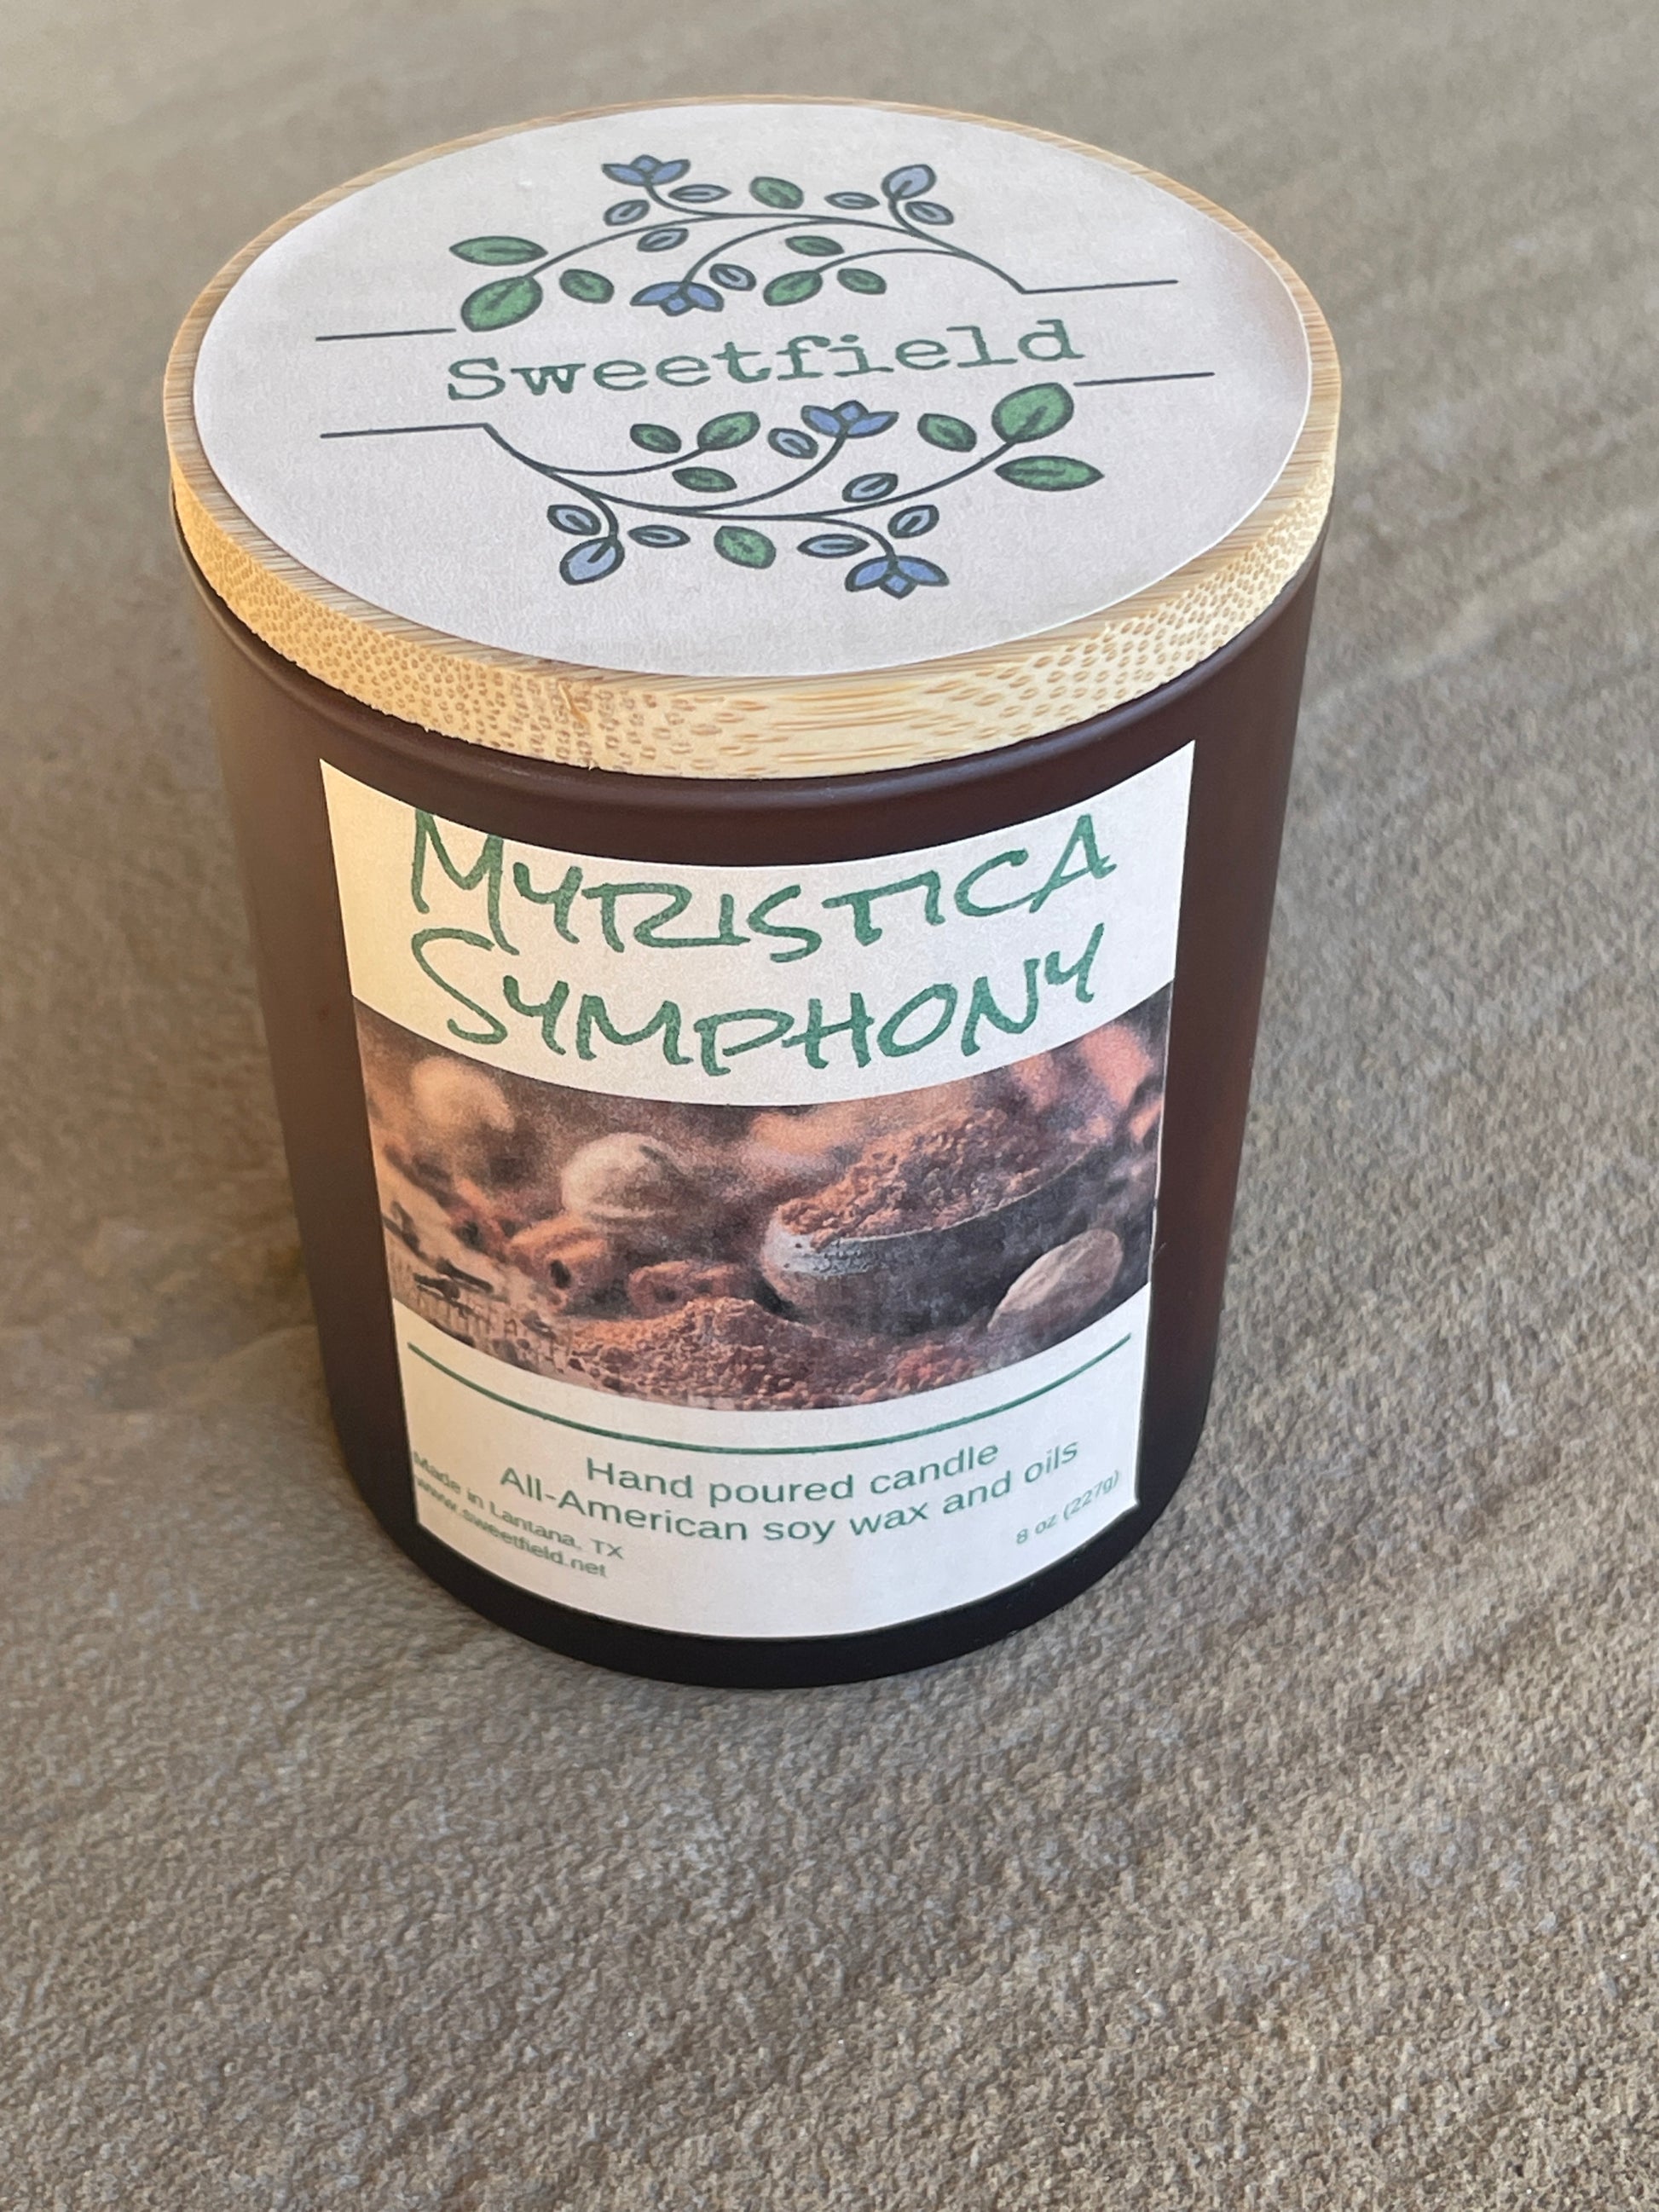 Sweetfield
MYRISTICA
SYMPHONY
Hand poured candle
All-American soy wax and oils
Made in Lantana, TX
www.sweetfield.net
8 oz (227g)